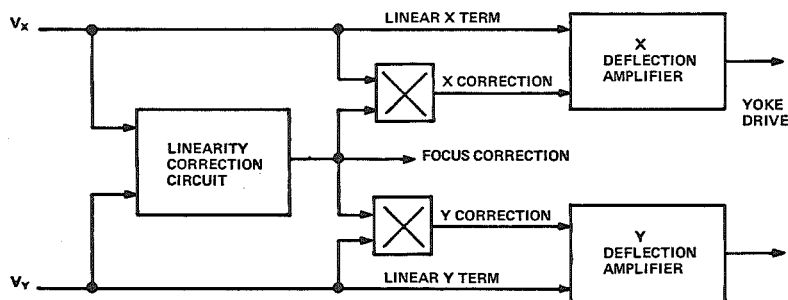 VX
LINEAR X TERM
X
DEFLECTION
AMPLIFIER
X CORRECTION
YOKE
DRIVE
LINEARITY
CORRECTION
CIRCUIT
FOCUS CORRECTION
Y CORRECTION
Y
DEFLECTION
AMPLIFIER
VY
LINEAR Y TERM